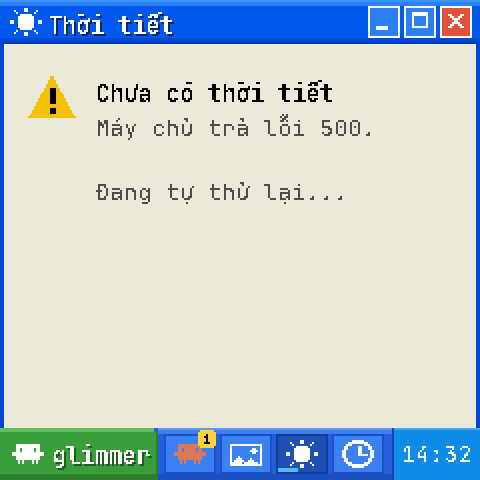 Thời tiết
Chưa có thời tiết
Máy chủ trả lỗi 500.
Đang tự thử lại...
1
glimmer
14:32